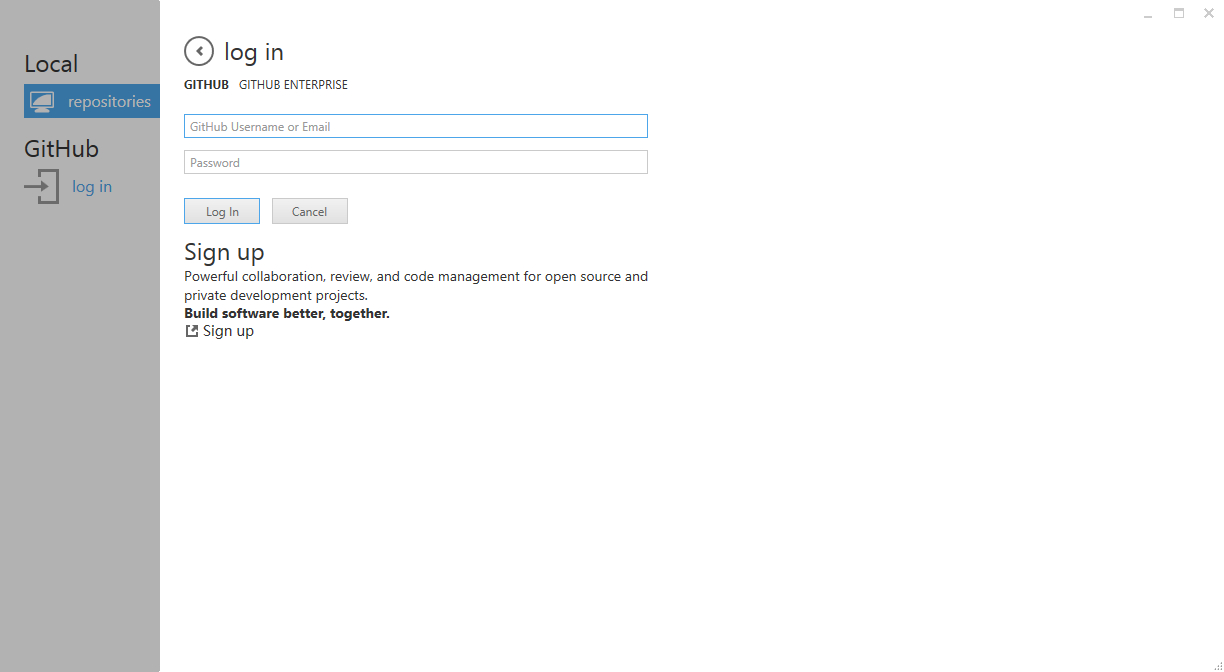 Local
repositories
GitHub
log in
log in
GITHUB GITHUB ENTERPRISE
GitHub Username or Email
Password
Log In Cancel
Sign up
Powerful collaboration, review, and code management for open source and
private development projects.
Build software better, together.
Sign up